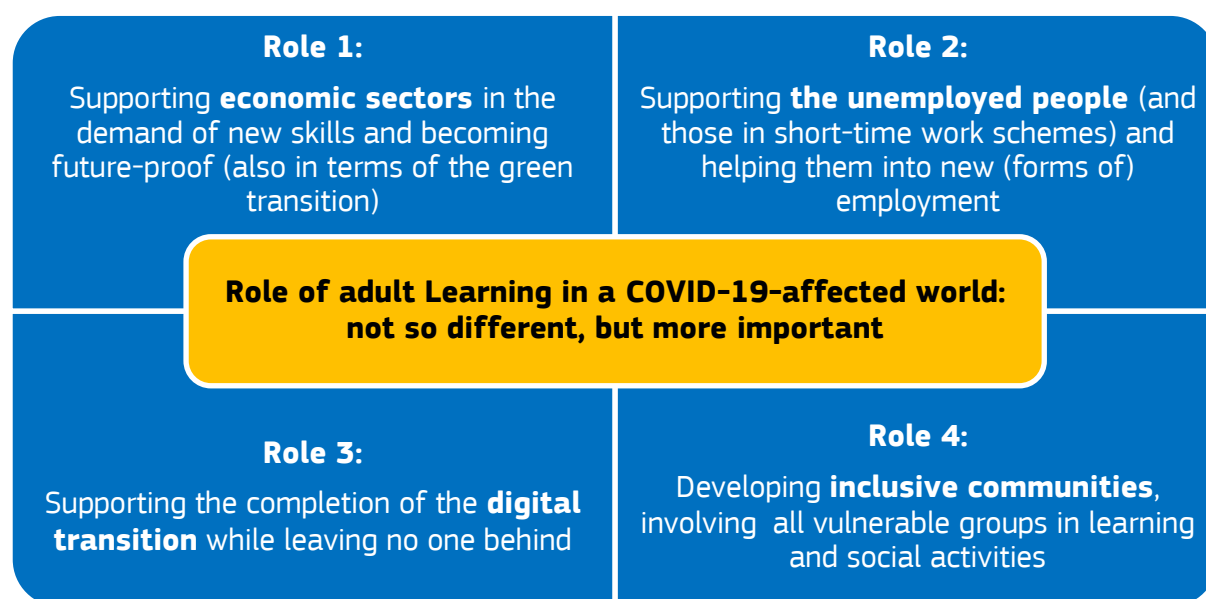 Role 1:
Supporting economic sectors in the
demand of new skills and becoming
future-proof (also in terms of the green
transition)
Role 2:
Supporting the unemployed people (and
those in short-time work schemes) and
helping them into new (forms of)
employment
Role of adult Learning in a COVID-19-affected world:
not so different, but more important
Role 3:
Supporting the completion of the digital
transition while leaving no one behind
Role 4:
Developing inclusive communities,
involving  all vulnerable groups in learning
and social activities